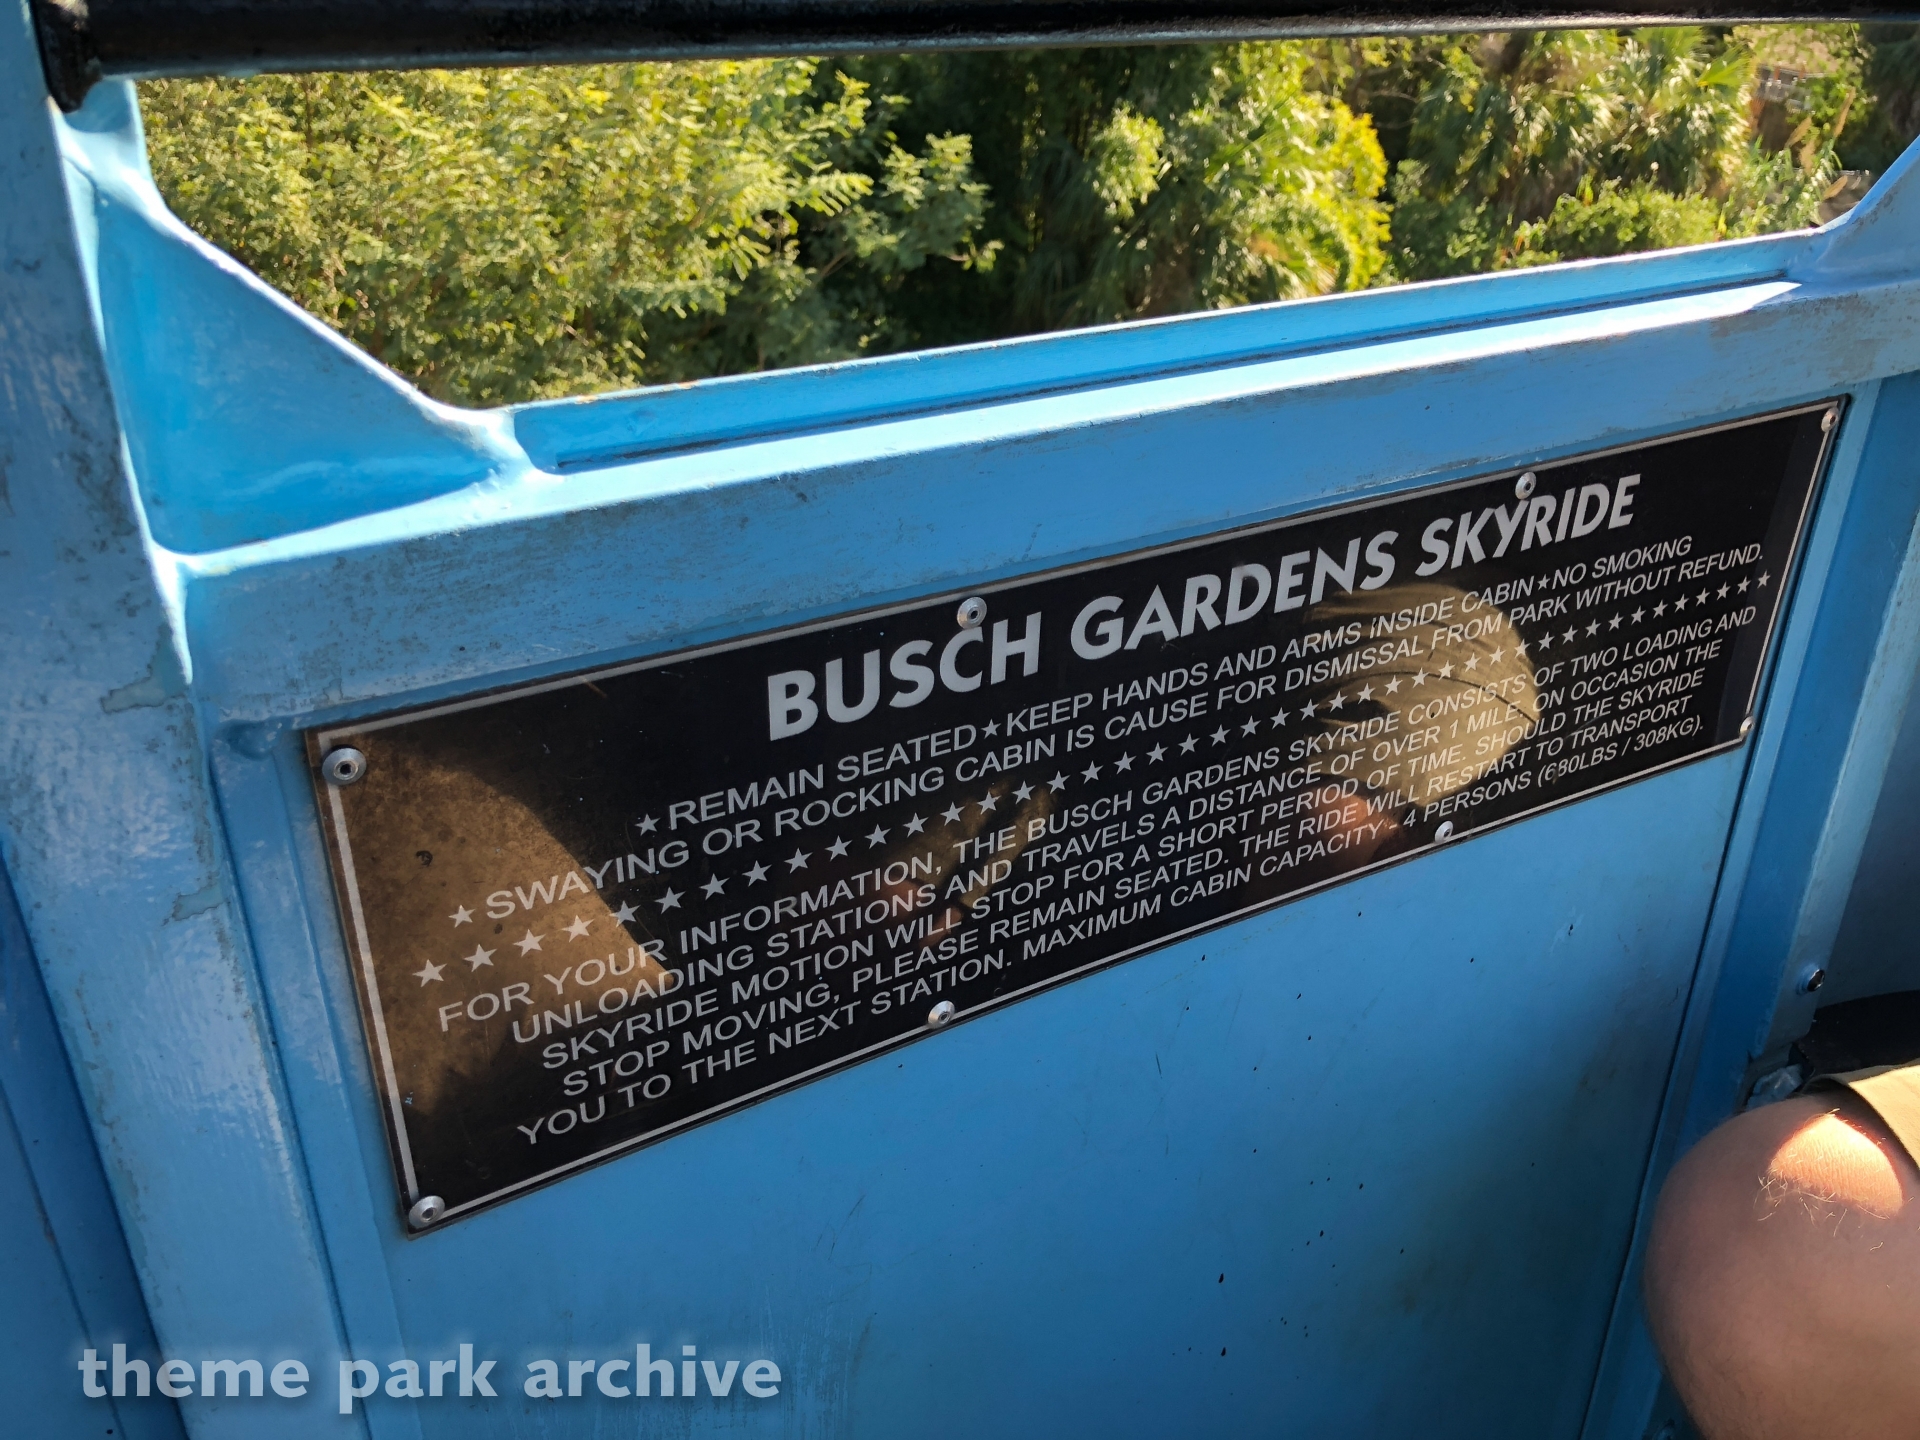 BUSCH GARDENS SKYRIDE
★REMAIN SEATED★KEEP HANDS AND ARMS INSIDE CABIN★NO SMOKING
★SWAYING OR ROCKING CABIN IS CAUSE FOR DISMISSAL FROM PARK WITHOUT REFUND.
FOR YOUR INFORMATION, THE BUSCH GARDENS SKYRIDE CONSISTS OF TWO LOADING AND
UNLOADING STATIONS AND TRAVELS A DISTANCE OF OVER 1 MILE. ON OCCASION THE
SKYRIDE MOTION WILL STOP FOR A SHORT PERIOD OF TIME. SHOULD THE SKYRIDE
STOP MOVING, PLEASE REMAIN SEATED. THE RIDE WILL RESTART TO TRANSPORT
YOU TO THE NEXT STATION. MAXIMUM CABIN CAPACITY - 4 PERSONS (680LBS / 308KG).
theme park archive